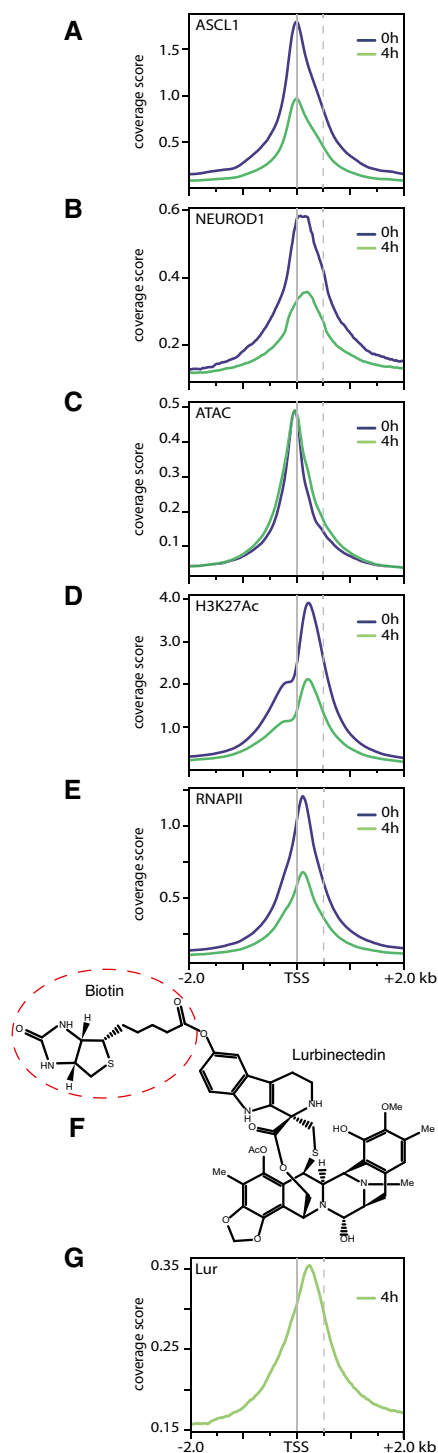 A
ASCL1
0h
4h
coverage score
1.5
1.0
0.5
B
NEUROD1
0h
4h
coverage score
0.6
0.4
0.2
C
ATAC
0h
4h
coverage score
0.5
0.4
0.3
0.2
0.1
D
H3K27Ac
0h
4h
coverage score
4.0
3.0
2.0
1.0
E
RNAPII
0h
4h
coverage score
1.0
0.5
-2.0 TSS +2.0 kb
Biotin
Lurbinectedin
O
NH
H
O
O
HN
S
H
N
H
NH
F
O
S
OMe
HO
Me
AcO
O
H
Me
N
Me
N
O
O
OH
G
Lur
4h
coverage score
0.35
0.25
0.15
-2.0 TSS +2.0 kb